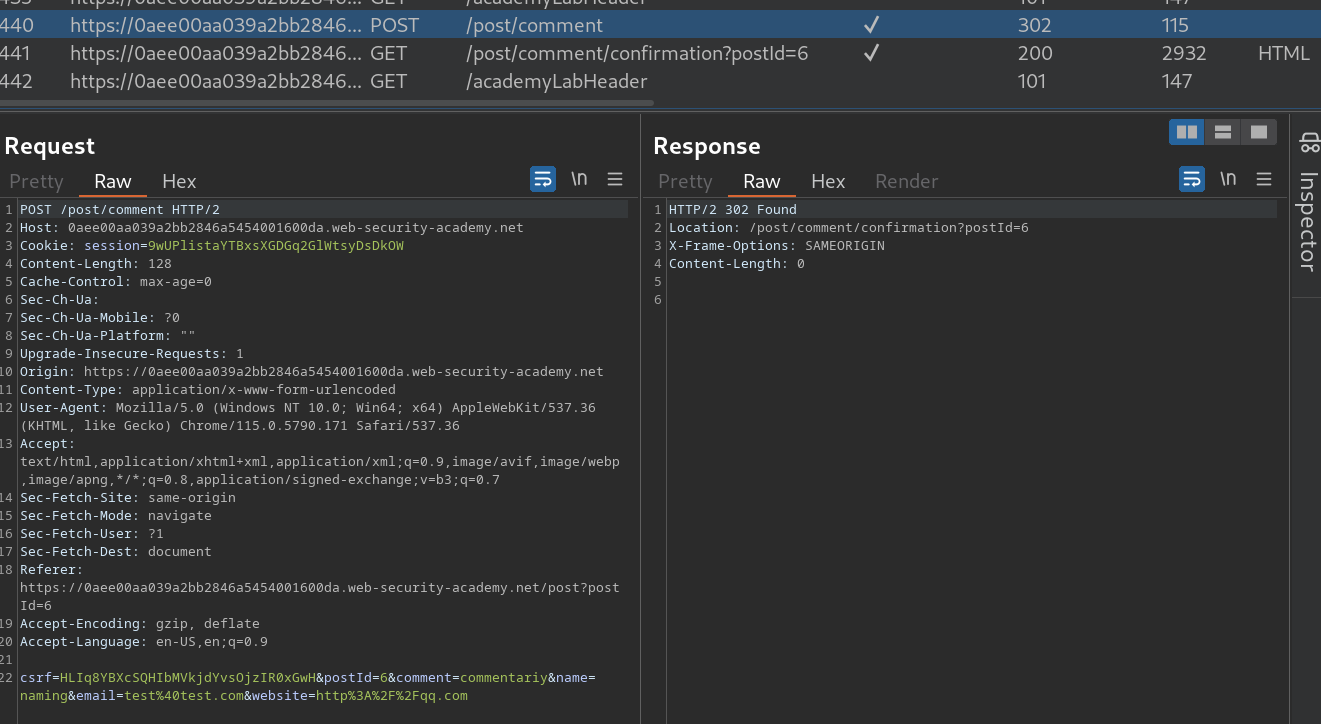 GET /academyLabHeader 101 147
440 https://0aee00aa039a2bb2846... POST /post/comment ✓ 302 115
441 https://0aee00aa039a2bb2846... GET /post/comment/confirmation?postId=6 ✓ 200 2932 HTML
442 https://0aee00aa039a2bb2846... GET /academyLabHeader 101 147
Request
Pretty Raw Hex \n
1 POST /post/comment HTTP/2
2 Host: 0aee00aa039a2bb2846a5454001600da.web-security-academy.net
3 Cookie: session=9wUPlistaYTBxsXGDGq2GlWtsyDsDkOW
4 Content-Length: 128
5 Cache-Control: max-age=0
6 Sec-Ch-Ua:
7 Sec-Ch-Ua-Mobile: ?0
8 Sec-Ch-Ua-Platform: ""
9 Upgrade-Insecure-Requests: 1
10 Origin: https://0aee00aa039a2bb2846a5454001600da.web-security-academy.net
11 Content-Type: application/x-www-form-urlencoded
12 User-Agent: Mozilla/5.0 (Windows NT 10.0; Win64; x64) AppleWebKit/537.36
(KHTML, like Gecko) Chrome/115.0.5790.171 Safari/537.36
13 Accept:
text/html,application/xhtml+xml,application/xml;q=0.9,image/avif,image/webp
,image/apng,*/*;q=0.8,application/signed-exchange;v=b3;q=0.7
14 Sec-Fetch-Site: same-origin
15 Sec-Fetch-Mode: navigate
16 Sec-Fetch-User: ?1
17 Sec-Fetch-Dest: document
18 Referer:
https://0aee00aa039a2bb2846a5454001600da.web-security-academy.net/post?post
Id=6
19 Accept-Encoding: gzip, deflate
20 Accept-Language: en-US,en;q=0.9
21
22 csrf=HLIq8YBXcSQHIbMVkjdYvsOjzIR0xGwH&postId=6&comment=commentariy&name=
naming&email=test%40test.com&website=http%3A%2F%2Fqq.com
Response
Pretty Raw Hex Render \n
1 HTTP/2 302 Found
2 Location: /post/comment/confirmation?postId=6
3 X-Frame-Options: SAMEORIGIN
4 Content-Length: 0
5
6
Inspector